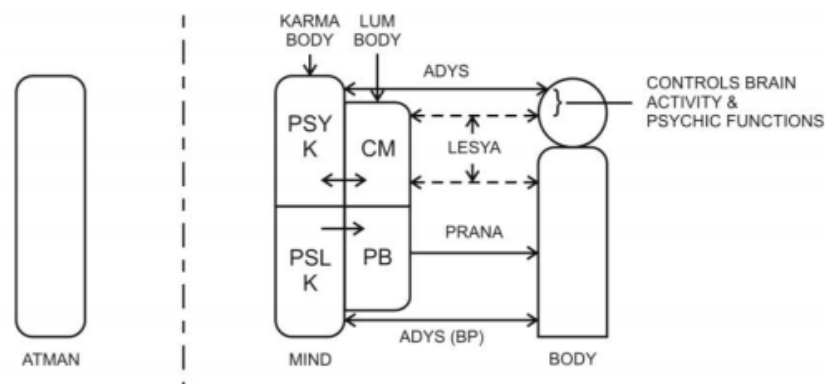 KARMA BODY
LUM BODY
ADYS
CONTROLS BRAIN
ACTIVITY &
PSYCHIC FUNCTIONS
PSY
K
CM
LESYA
PSL
K
PB
PRANA
ADYS (BP)
ATMAN
MIND
BODY
}